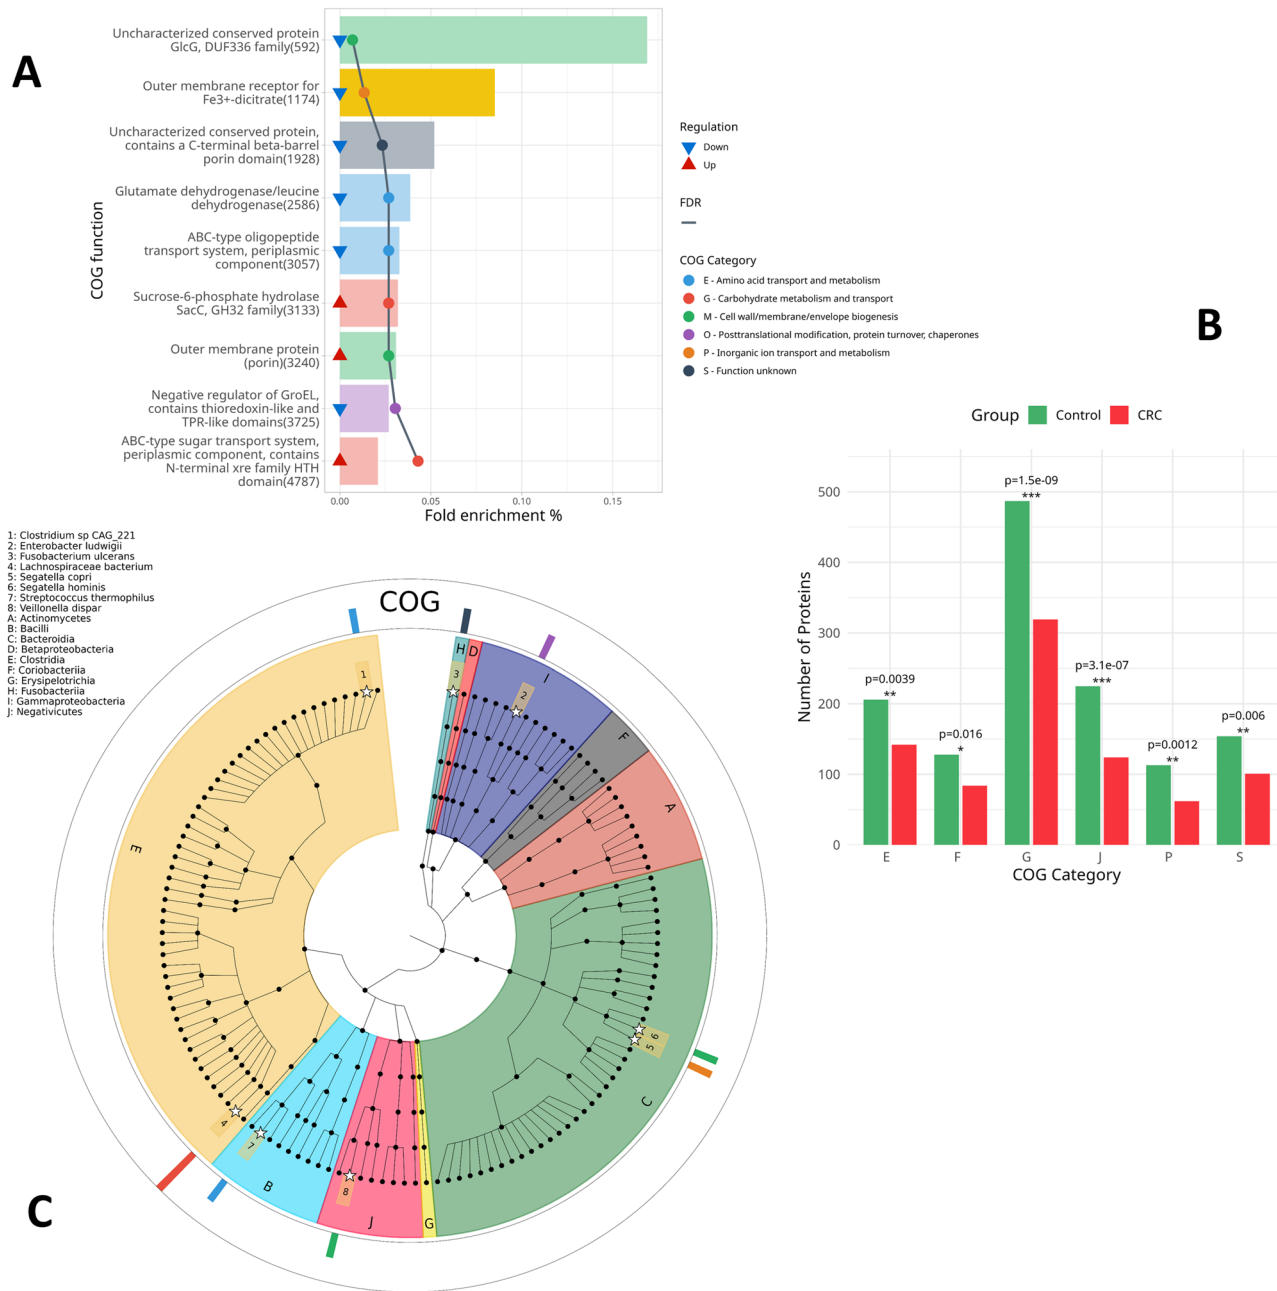 A
Uncharacterized conserved protein
GlcG, DUF336 family(592)
Outer membrane receptor for
Fe3+-dicitrate(1174)
Uncharacterized conserved protein,
contains a C-terminal beta-barrel
porin domain(1928)
Glutamate dehydrogenase/leucine
dehydrogenase(2586)
ABC-type oligopeptide
transport system, periplasmic
component(3057)
Sucrose-6-phosphate hydrolase
SacC, GH32 family(3133)
Outer membrane protein
(porin)(3240)
Negative regulator of GroEL,
contains thioredoxin-like and
TPR-like domains(3725)
ABC-type sugar transport system,
periplasmic component, contains
N-terminal xre family HTH
domain(4787)
COG function
0.00 0.05 0.10 0.15
Fold enrichment %
Regulation
Down
Up
FDR
COG Category
E - Amino acid transport and metabolism
G - Carbohydrate metabolism and transport
M - Cell wall/membrane/envelope biogenesis
O - Posttranslational modification, protein turnover, chaperones
P - Inorganic ion transport and metabolism
S - Function unknown
B
Group Control CRC
Number of Proteins
500
400
300
200
100
0
p=0.0039
**
p=0.016
*
p=1.5e-09
***
p=3.1e-07
***
p=0.0012
**
p=0.006
**
E F G J P S
COG Category
1: Clostridium sp CAG_221
2: Enterobacter ludwigii
3: Fusobacterium ulcerans
4: Lachnospiraceae bacterium
5: Segatella copri
6: Segatella hominis
7: Streptococcus thermophilus
8: Veillonella dispar
A: Actinomycetes
B: Bacilli
C: Bacteroidia
D: Betaproteobacteria
E: Clostridia
F: Coriobacteriia
G: Erysipelotrichia
H: Fusobacteriia
I: Gammaproteobacteria
J: Negativicutes
COG
H
D
I
F
A
C
G
J
B
E
1
3
2
5
6
8
7
4
C